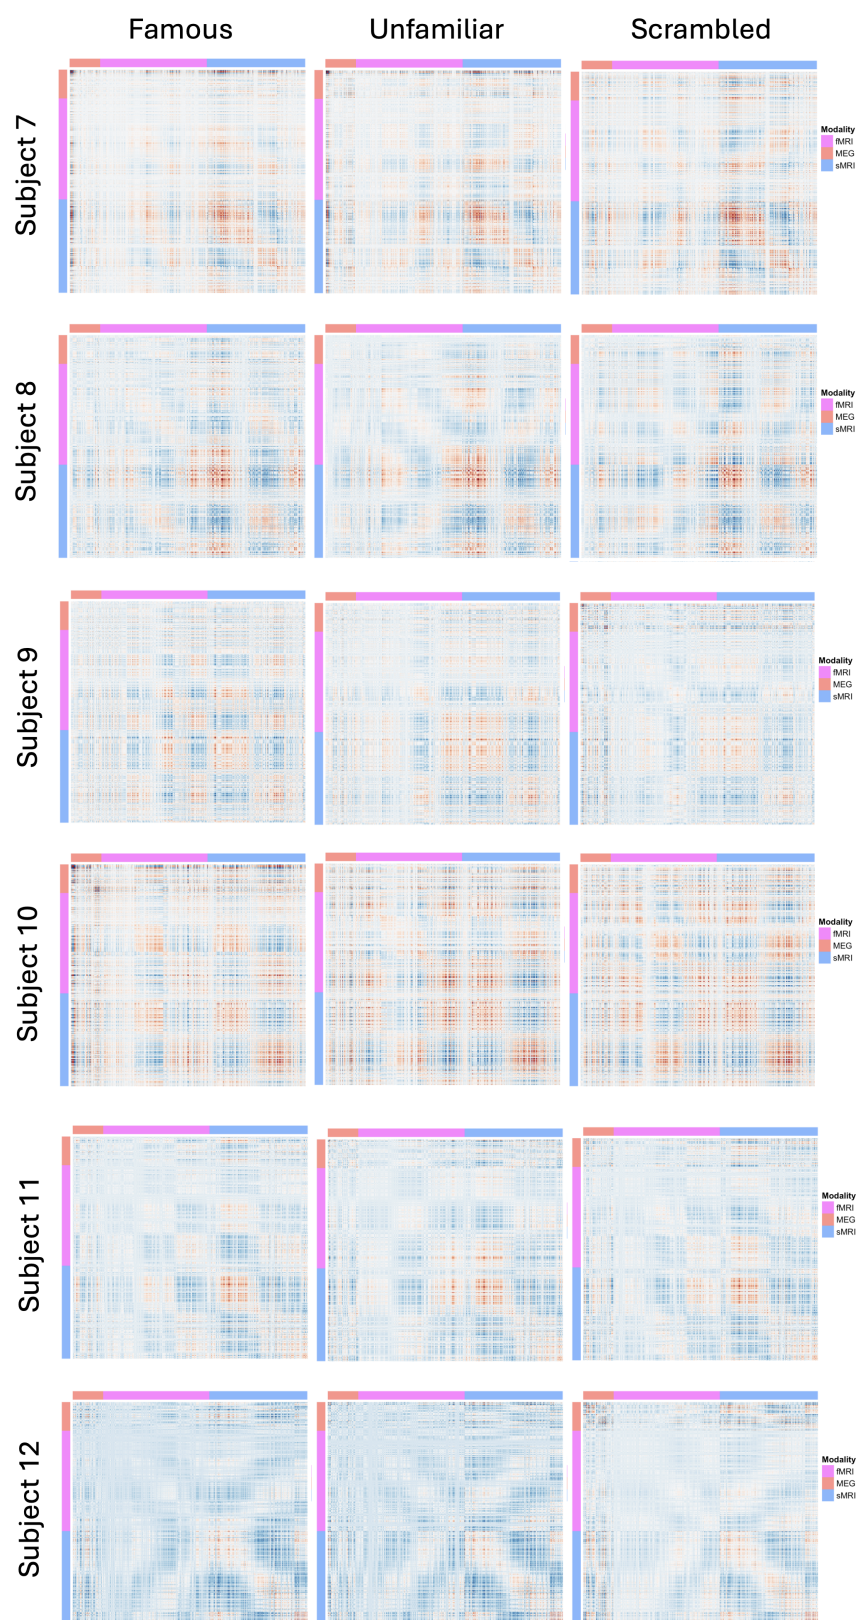 Famous Unfamiliar Scrambled
Subject 7
Modality
fMRI
MEG
sMRI
Subject 8
Modality
fMRI
MEG
sMRI
Subject 9
Modality
fMRI
MEG
sMRI
Subject 10
Modality
fMRI
MEG
sMRI
Subject 11
Modality
fMRI
MEG
sMRI
Subject 12
Modality
fMRI
MEG
sMRI